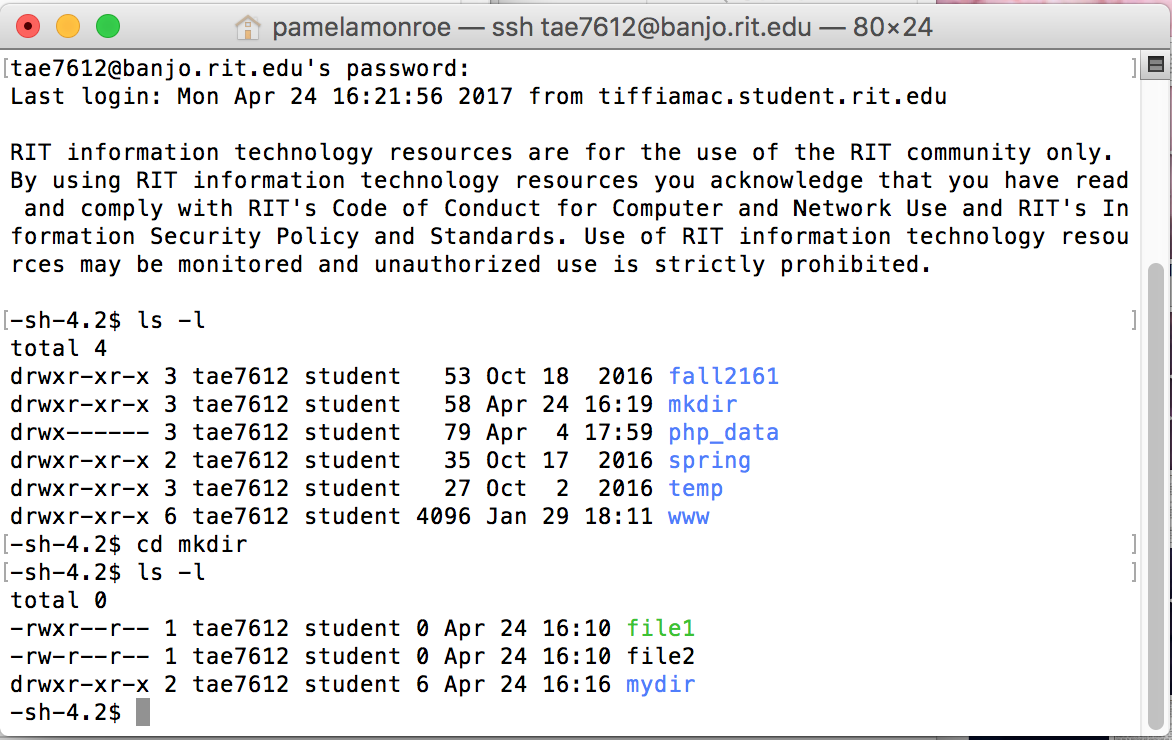 pamelamonroe — ssh tae7612@banjo.rit.edu — 80×24
[tae7612@banjo.rit.edu's password: ]
Last login: Mon Apr 24 16:21:56 2017 from tiffiamac.student.rit.edu
RIT information technology resources are for the use of the RIT community only.
By using RIT information technology resources you acknowledge that you have read
 and comply with RIT's Code of Conduct for Computer and Network Use and RIT's In
formation Security Policy and Standards. Use of RIT information technology resou
rces may be monitored and unauthorized use is strictly prohibited.
[-sh-4.2$ ls -l ]
total 4
drwxr-xr-x 3 tae7612 student   53 Oct 18  2016 fall2161
drwxr-xr-x 3 tae7612 student   58 Apr 24 16:19 mkdir
drwx------ 3 tae7612 student   79 Apr  4 17:59 php_data
drwxr-xr-x 2 tae7612 student   35 Oct 17  2016 spring
drwxr-xr-x 3 tae7612 student   27 Oct  2  2016 temp
drwxr-xr-x 6 tae7612 student 4096 Jan 29 18:11 www
[-sh-4.2$ cd mkdir ]
[-sh-4.2$ ls -l ]
total 0
-rwxr--r-- 1 tae7612 student 0 Apr 24 16:10 file1
-rw-r--r-- 1 tae7612 student 0 Apr 24 16:10 file2
drwxr-xr-x 2 tae7612 student 6 Apr 24 16:16 mydir
-sh-4.2$